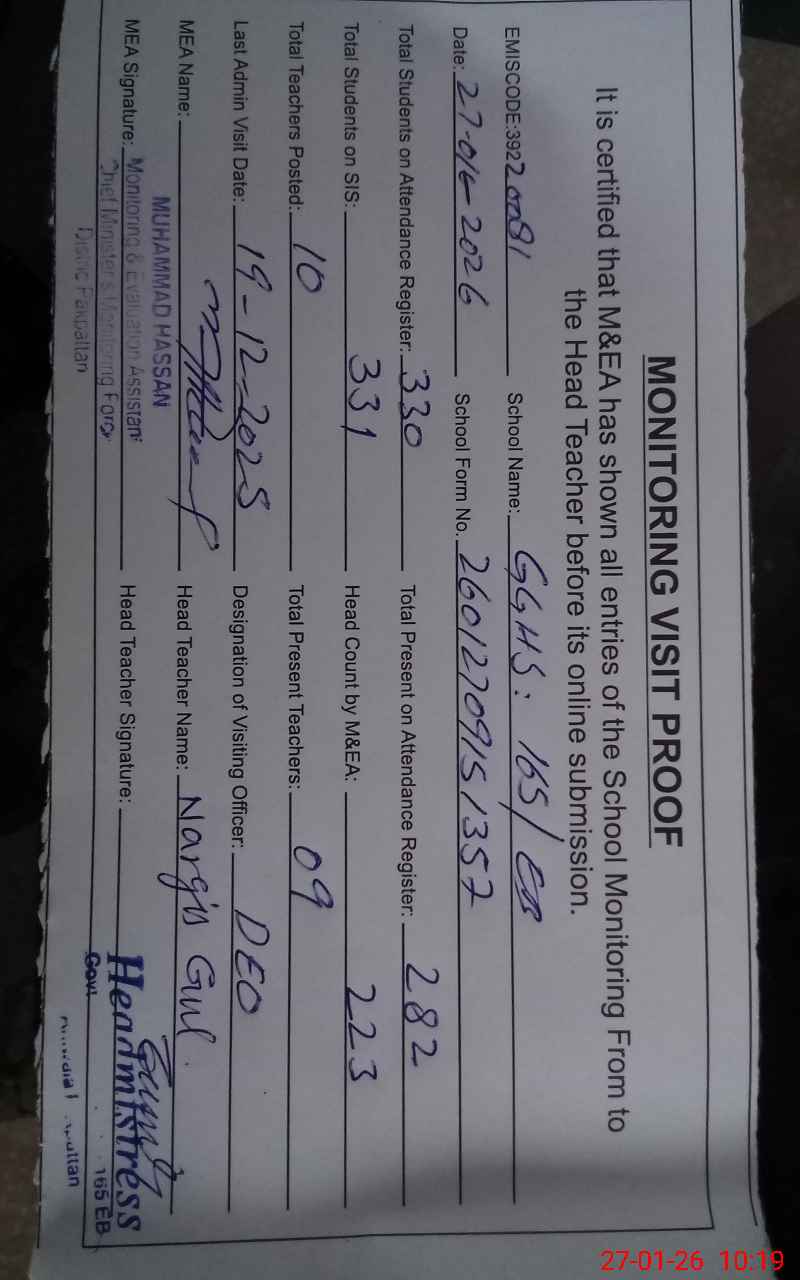 MONITORING VISIT PROOF
It is certified that M&EA has shown all entries of the School Monitoring From to
the Head Teacher before its online submission.
EMISCODE:39220081 School Name: GGHS: 165/EB
Date: 27-01-2026 School Form No. 26012709151357
Total Students on Attendance Register: 330 Total Present on Attendance Register: 282
Total Students on SIS: 331 Head Count by M&EA: 223
Total Teachers Posted: 10 Total Present Teachers: 09
Last Admin Visit Date: 19-12-2025 Designation of Visiting Officer: DEO
MEA Name: Head Teacher Name: Nargis Gul.
MUHAMMAD HASSAN
MEA Signature: Monitoring & Evaluation Assistant Head Teacher Signature: Headmistress
Chief Minister's Monitoring Force Govt 165 EB
District Pakpattan
27-01-26 10:19